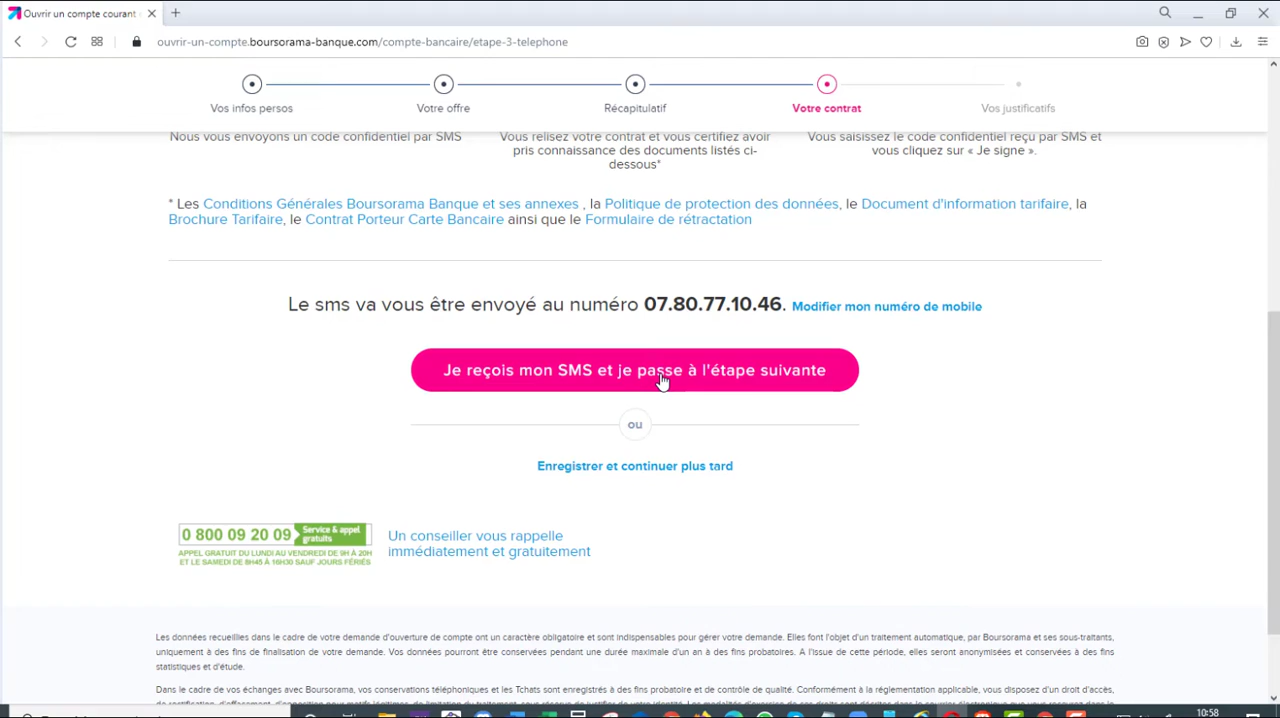 Ouvrir un compte courant
ouvrir-un-compte.boursorama-banque.com/compte-bancaire/etape-3-telephone
Vos infos persos
Votre offre
Récapitulatif
Votre contrat
Vos justificatifs
Nous vous envoyons un code confidentiel par SMS
Vous relisez votre contrat et vous certifiez avoir
pris connaissance des documents listés ci-
dessous*
Vous saisissez le code confidentiel reçu par SMS et
vous cliquez sur « Je signe ».
* Les Conditions Générales Boursorama Banque et ses annexes , la Politique de protection des données, le Document d'information tarifaire, la
Brochure Tarifaire, le Contrat Porteur Carte Bancaire ainsi que le Formulaire de rétractation
Le sms va vous être envoyé au numéro 07.80.77.10.46. Modifier mon numéro de mobile
Je reçois mon SMS et je passe à l'étape suivante
ou
Enregistrer et continuer plus tard
0 800 09 20 09 Service & appel
gratuits
APPEL GRATUIT DU LUNDI AU VENDREDI DE 9H À 20H
ET LE SAMEDI DE 8H45 À 16H30 SAUF JOURS FÉRIÉS
Un conseiller vous rappelle
immédiatement et gratuitement
Les données recueillies dans le cadre de votre demande d'ouverture de compte ont un caractère obligatoire et sont indispensables pour gérer votre demande. Elles font l'objet d'un traitement automatique, par Boursorama et ses sous-traitants,
uniquement à des fins de finalisation de votre demande. Vos données pourront être conservées pendant une durée maximale d'un an à des fins probatoires. A l'issue de cette période, elles seront anonymisées et conservées à des fins
statistiques et d'étude.
Dans le cadre de vos échanges avec Boursorama, vos conservations téléphoniques et les Tchats sont enregistrés à des fins probatoire et de contrôle de qualité. Conformément à la réglementation applicable, vous disposez d'un droit d'accès,
10:58